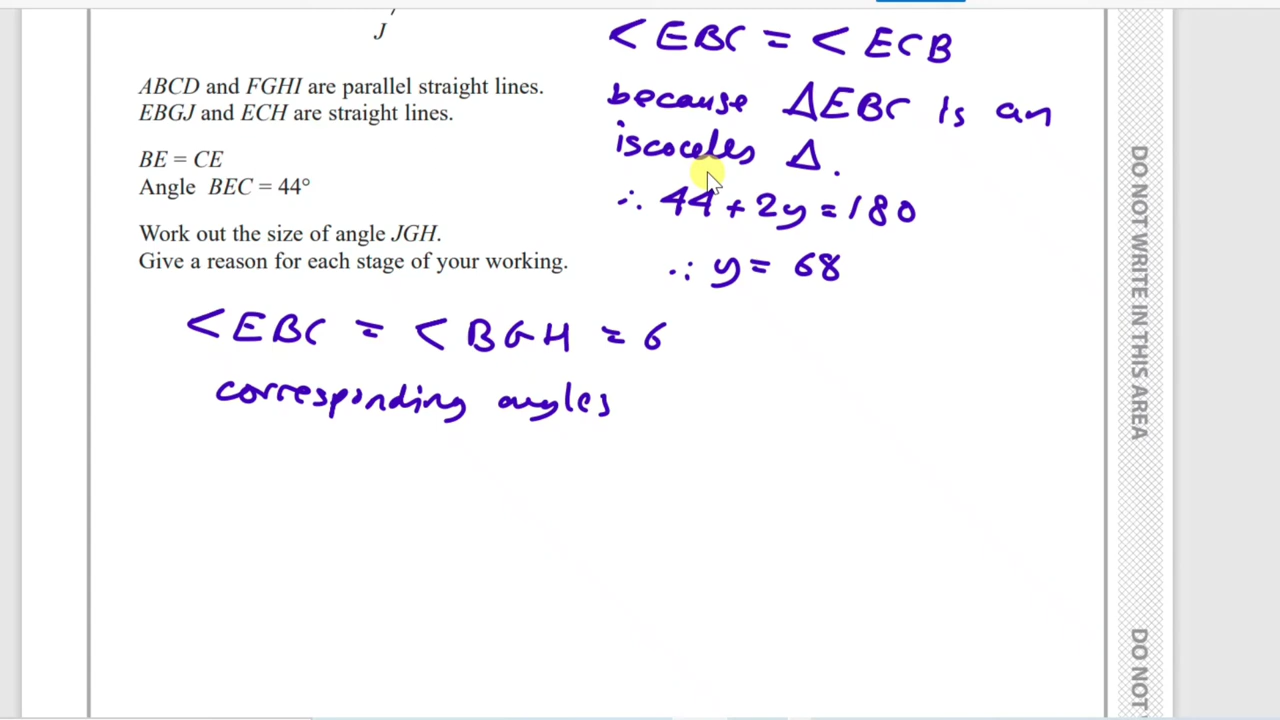 J
ABCD and FGHI are parallel straight lines.
EBGJ and ECH are straight lines.
BE = CE
Angle BEC = 44°
Work out the size of angle JGH.
Give a reason for each stage of your working.
<EBC = <ECB
because ΔEBC is an
iscoceles Δ.
∴ 44 + 2y = 180
∴ y = 68
<EBC = <BGH = 6
corresponding angles
DO NOT WRITE IN THIS AREA
DO NOT